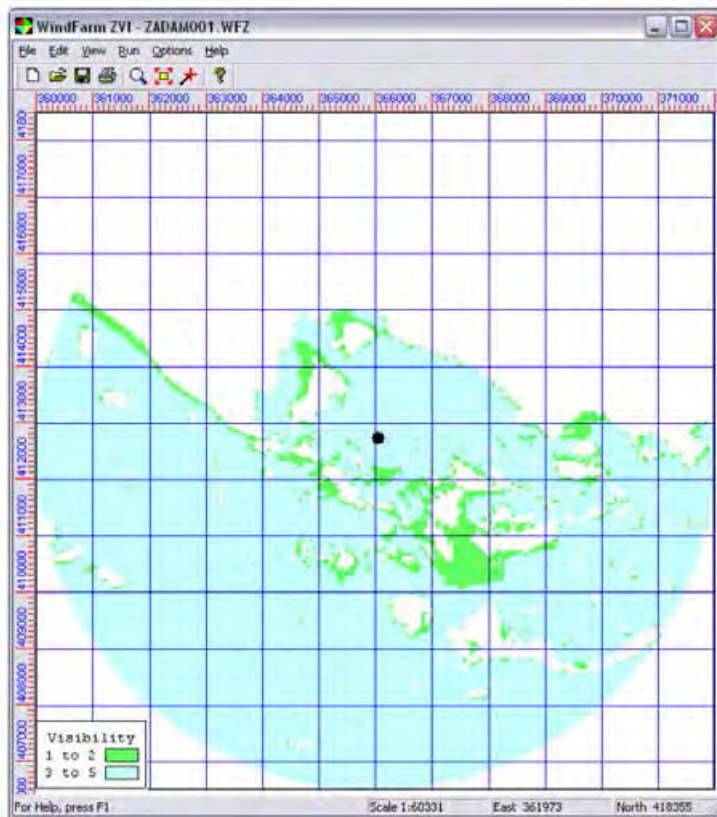 WindFarm ZVI - ZADAM001.WFZ
File Edit View Run Options Help
360000 361000 362000 363000 364000 365000 366000 367000 368000 369000 370000 371000
4180
417000
416000
415000
414000
413000
412000
411000
410000
409000
408000
407000
000
Visibility
1 to 2
3 to 5
For Help, press F1 Scale 1:60331 East 361973 North 418355